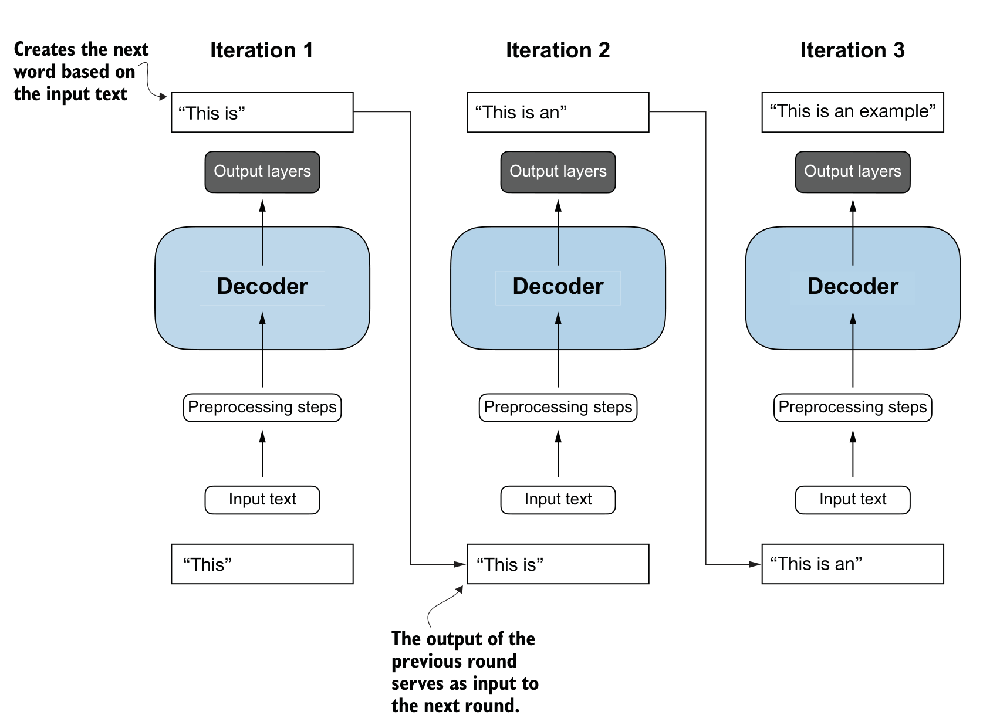 Creates the next
word based on
the input text
Iteration 1
“This is”
Output layers
Decoder
Preprocessing steps
Input text
“This”
Iteration 2
“This is an”
Output layers
Decoder
Preprocessing steps
Input text
“This is”
The output of the
previous round
serves as input to
the next round.
Iteration 3
“This is an example”
Output layers
Decoder
Preprocessing steps
Input text
“This is an”